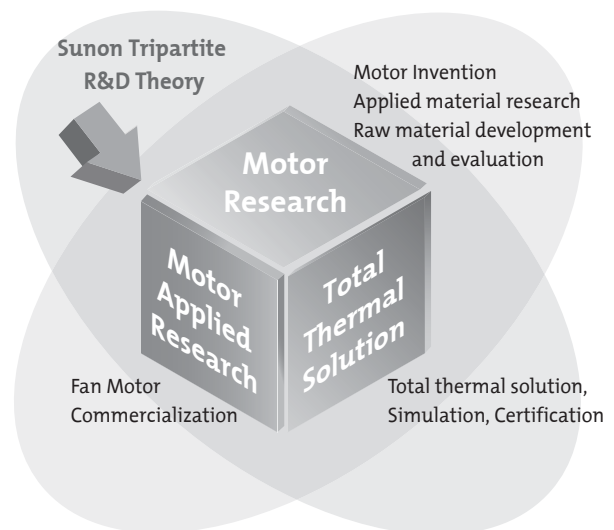 Sunon Tripartite
R&D Theory
Motor Invention
Applied material research
Raw material development
and evaluation
Motor
Research
Motor
Applied
Research
Total
Thermal
Solution
Fan Motor
Commercialization
Total thermal solution,
Simulation, Certification